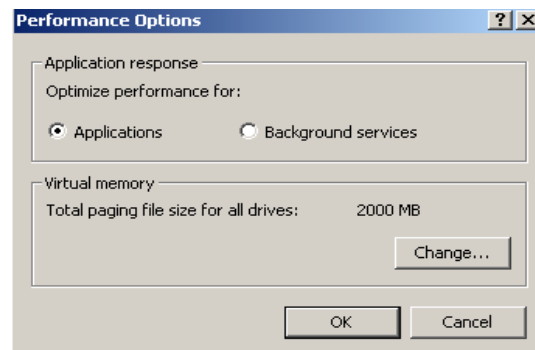 Performance Options
Application response
Optimize performance for:
Applications Background services
Virtual memory
Total paging file size for all drives: 2000 MB
Change...
OK Cancel